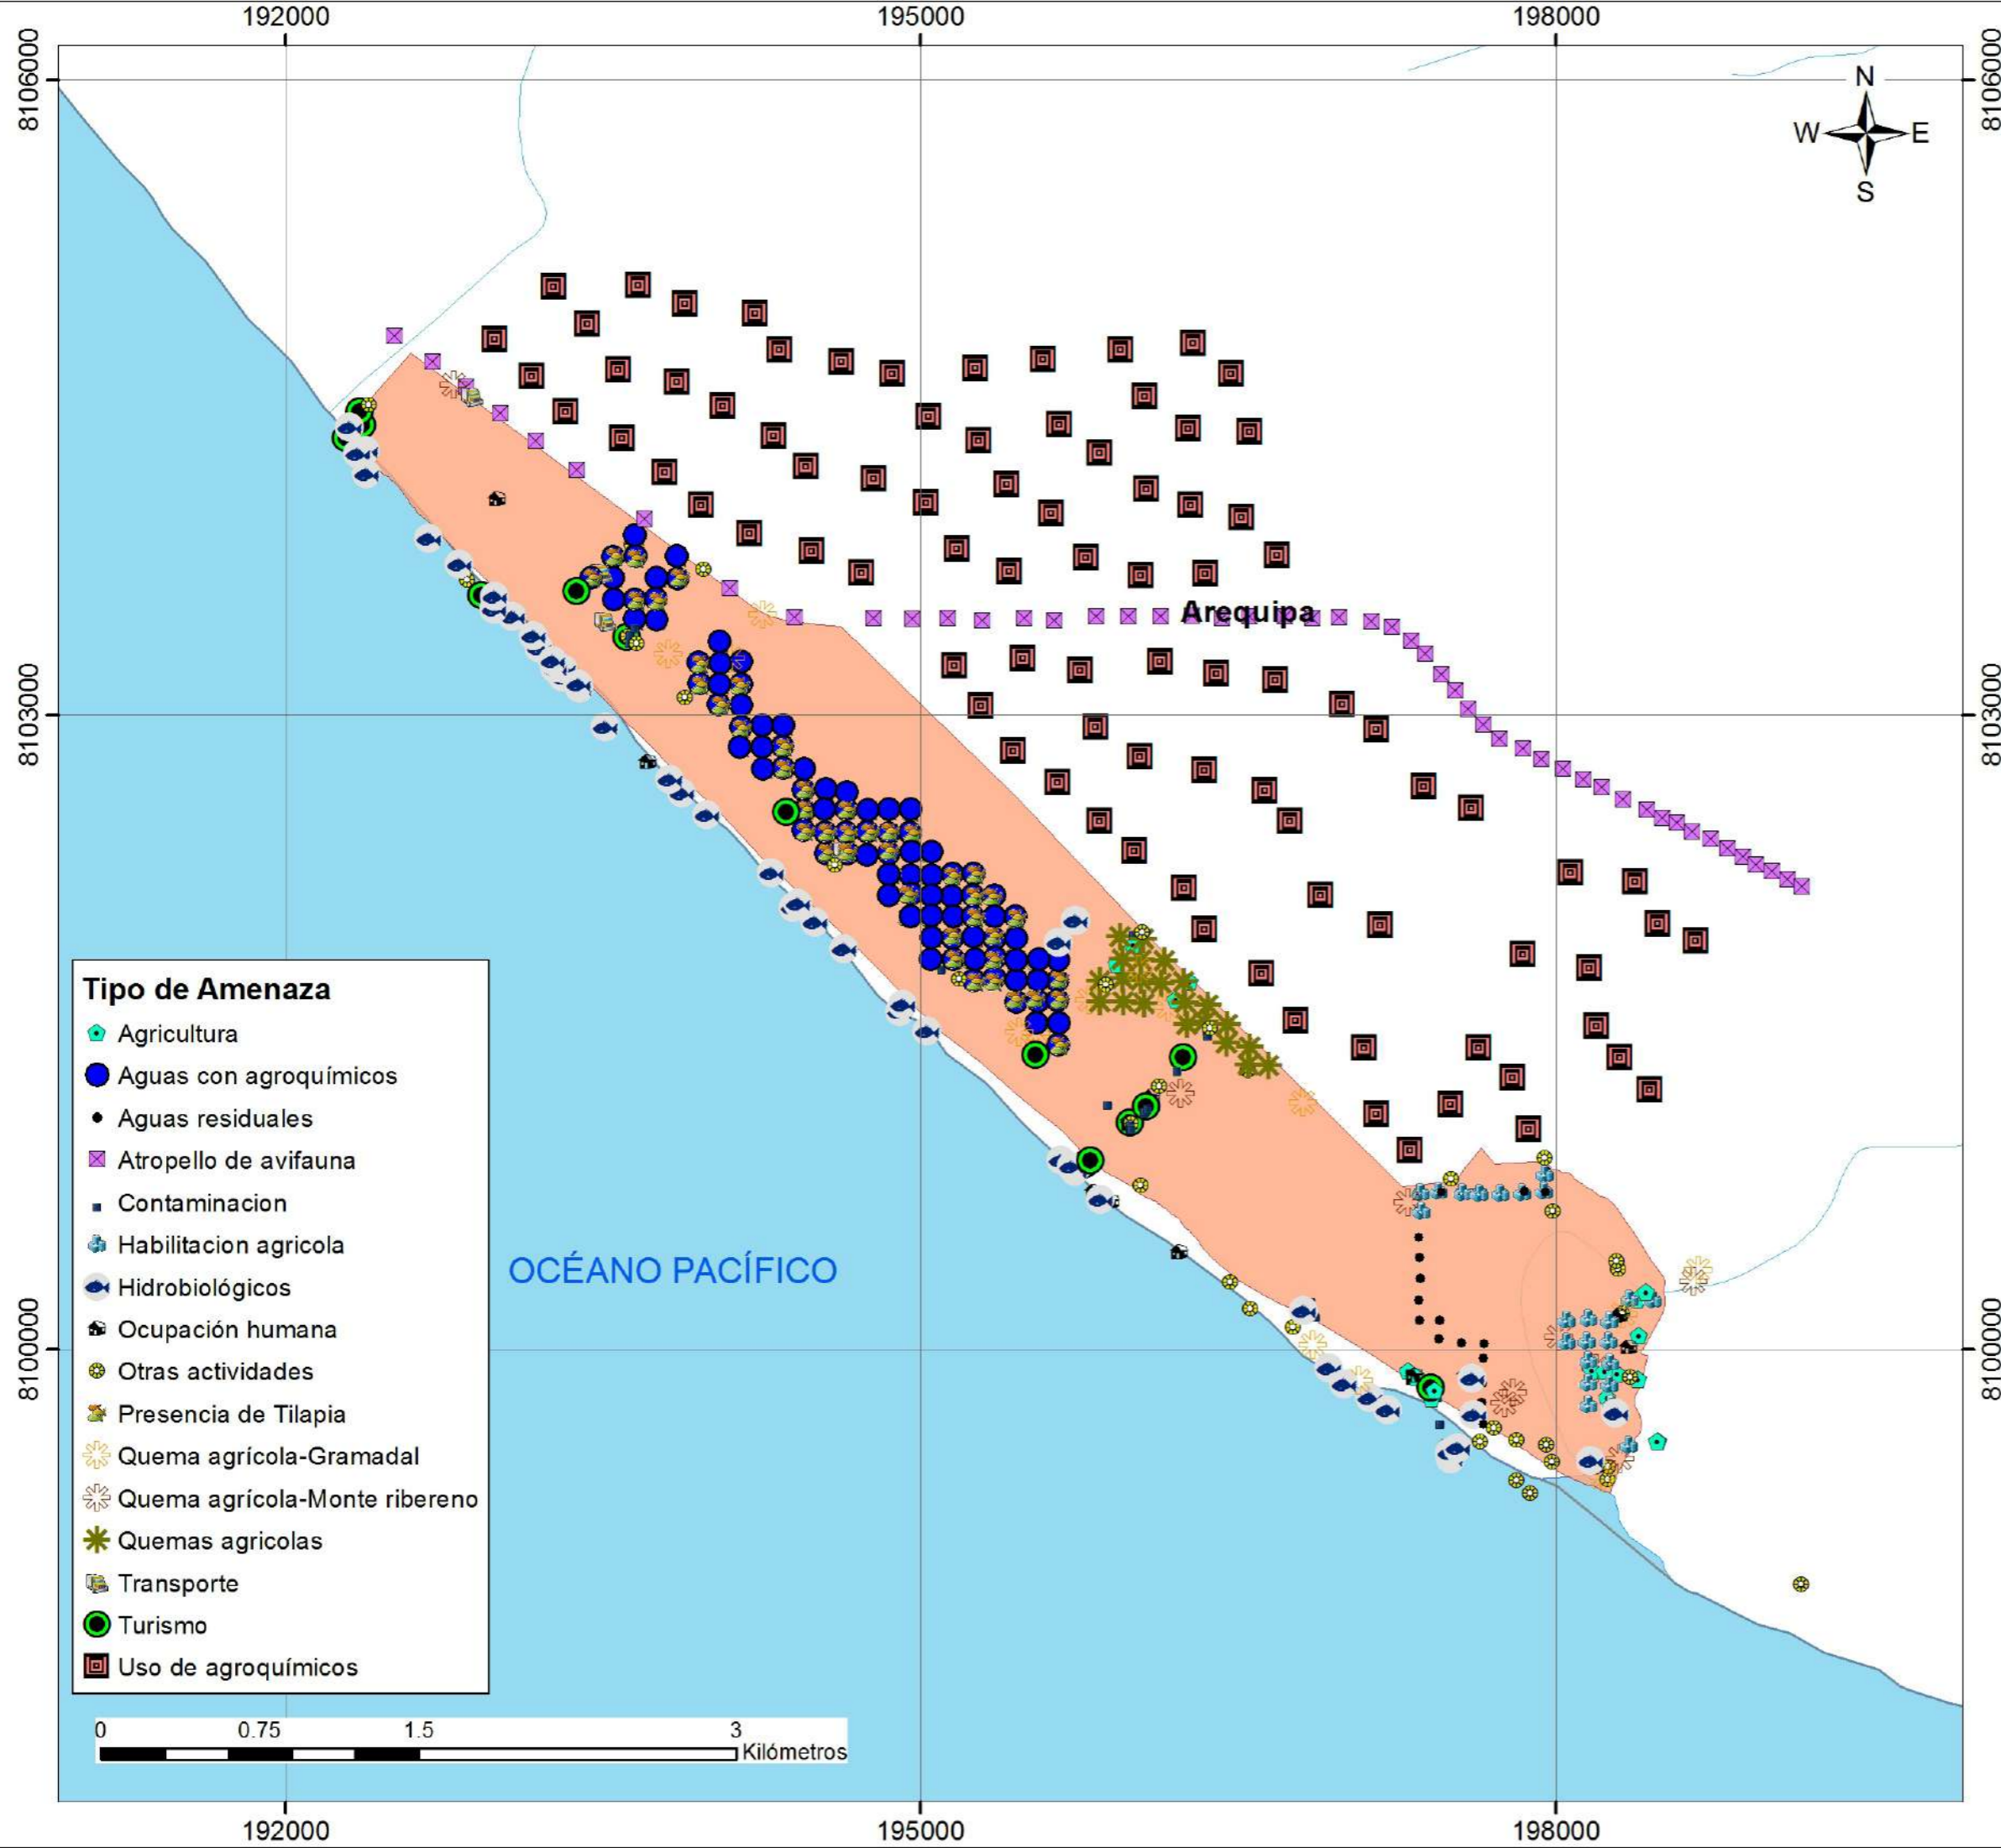 192000 195000 198000
8106000 8106000
N
W E
S
Arequipa
8103000 8103000
Tipo de Amenaza
Agricultura
Aguas con agroquímicos
Aguas residuales
Atropello de avifauna
Contaminacion
Habilitacion agricola
Hidrobiológicos
Ocupación humana
Otras actividades
Presencia de Tilapia
Quema agrícola-Gramadal
Quema agrícola-Monte ribereno
Quemas agricolas
Transporte
Turismo
Uso de agroquímicos
OCÉANO PACÍFICO
8100000 8100000
0 0.75 1.5 3
Kilómetros
192000 195000 198000